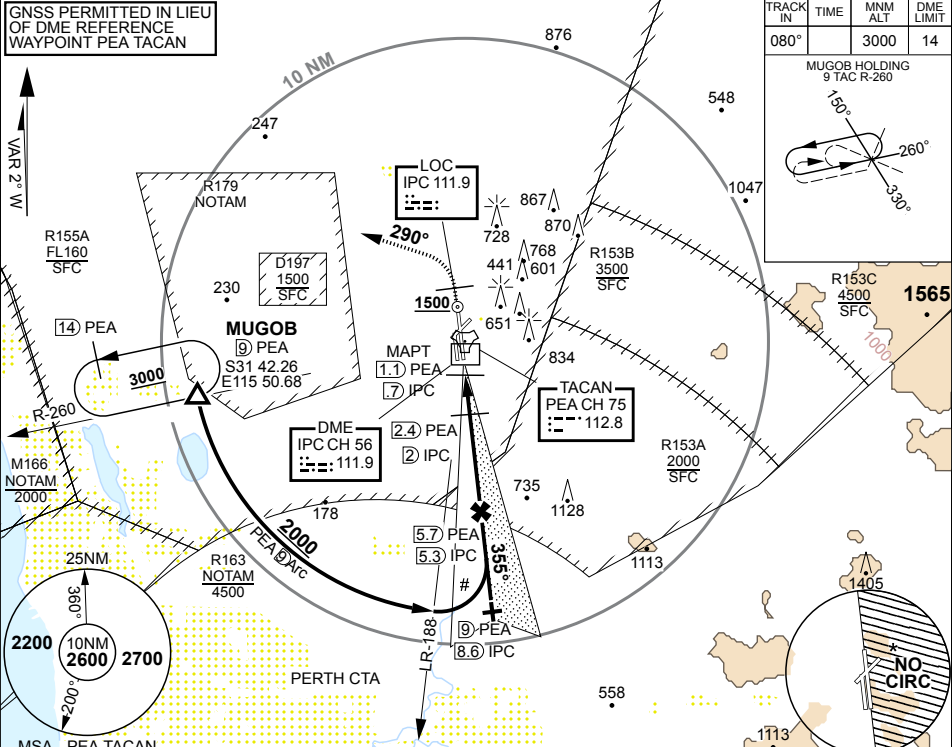 GNSS PERMITTED IN LIEU
OF DME REFERENCE
WAYPOINT PEA TACAN
TRACK IN
TIME
MNM ALT
DME LIMIT
080°
3000
14
MUGOB HOLDING
9 TAC R-260
150°
260°
330°
10 NM
876
548
247
1047
VAR 2° W
R179
NOTAM
LOC
IPC 111.9
290°
728
867
870
768
441
601
R155A
FL160
SFC
D197
1500
SFC
R153B
3500
SFC
R153C
4500
SFC
1565
230
1500
651
1000
14 PEA
MUGOB
9 PEA
S31 42.26
E115 50.68
MAPT
1.1 PEA
.7 IPC
834
3000
R-260
TACAN
PEA CH 75
112.8
DME
IPC CH 56
111.9
2.4 PEA
2 IPC
M166
NOTAM
2000
R153A
2000
SFC
735
1128
178
2000
PEA 9 Arc
5.7 PEA
5.3 IPC
355°
1113
R163
NOTAM
4500
#
1405
25NM
360°
2200
10NM
2600
2700
200°
9 PEA
8.6 IPC
LR-188
PERTH CTA
*
NO
CIRC
558
1113
MSA PEA TACAN